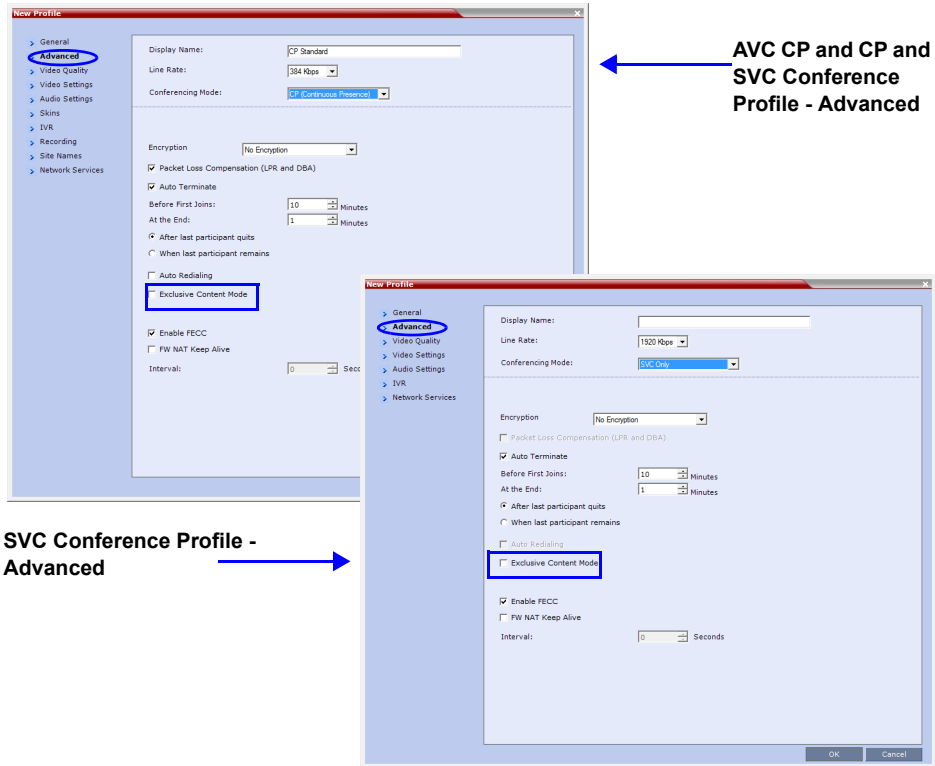 New Profile
General
Advanced
Video Quality
Video Settings
Audio Settings
Skins
IVR
Recording
Site Names
Network Services
Display Name: CP Standard
Line Rate: 384 Kbps
Conferencing Mode: CP (Continuous Presence)
Encryption No Encryption
Packet Loss Compensation (LPR and DBA)
Auto Terminate
Before First Joins: 10 Minutes
At the End: 1 Minutes
After last participant quits
When last participant remains
Auto Redialing
Exclusive Content Mode
Enable FECC
FW NAT Keep Alive
Interval: 0 Seco
AVC CP and CP and
SVC Conference
Profile - Advanced
SVC Conference Profile -
Advanced
New Profile
General
Advanced
Video Quality
Video Settings
Audio Settings
IVR
Network Services
Display Name:
Line Rate: 1920 Kbps
Conferencing Mode: SVC Only
Encryption No Encryption
Packet Loss Compensation (LPR and DBA)
Auto Terminate
Before First Joins: 10 Minutes
At the End: 1 Minutes
After last participant quits
When last participant remains
Auto Redialing
Exclusive Content Mode
Enable FECC
FW NAT Keep Alive
Interval: 0 Seconds
OK Cancel